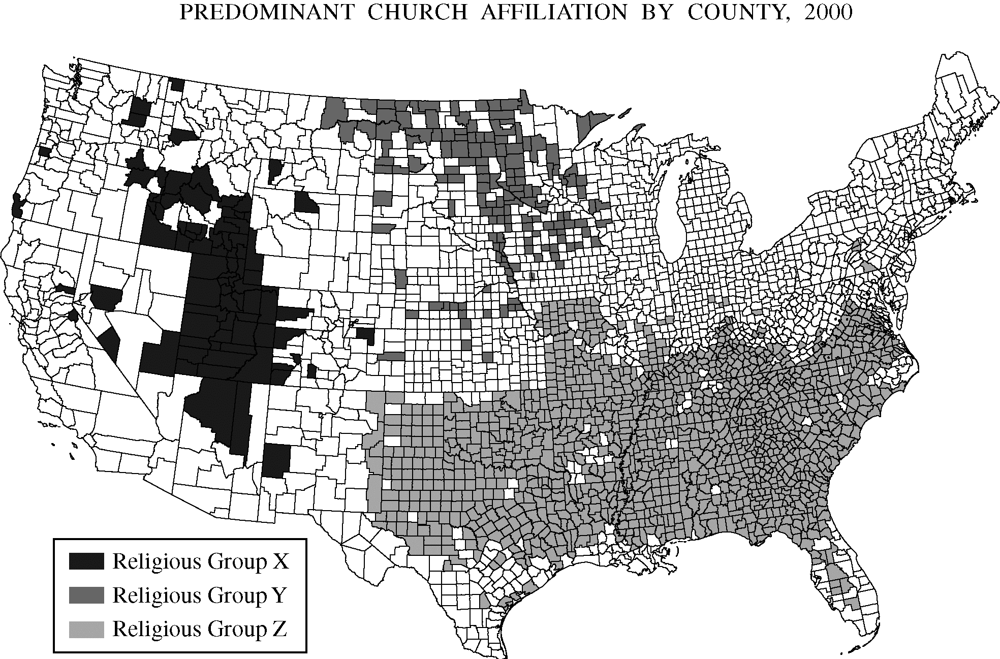 PREDOMINANT CHURCH AFFILIATION BY COUNTY, 2000
Religious Group X
Religious Group Y
Religious Group Z